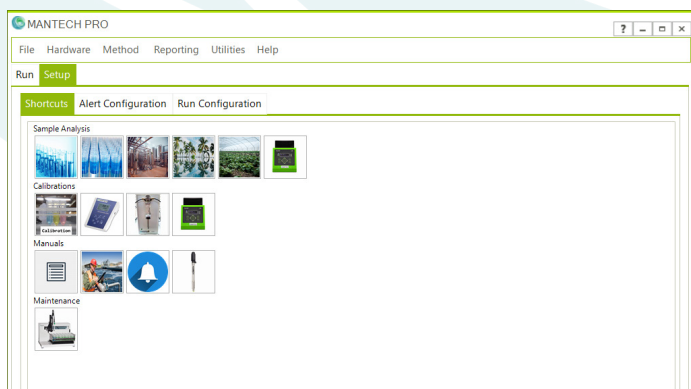 MANTECH PRO
? – □ ×
File Hardware Method Reporting Utilities Help
Run Setup
Shortcuts Alert Configuration Run Configuration
Sample Analysis
Calibrations
Calibration
Manuals
Maintenance